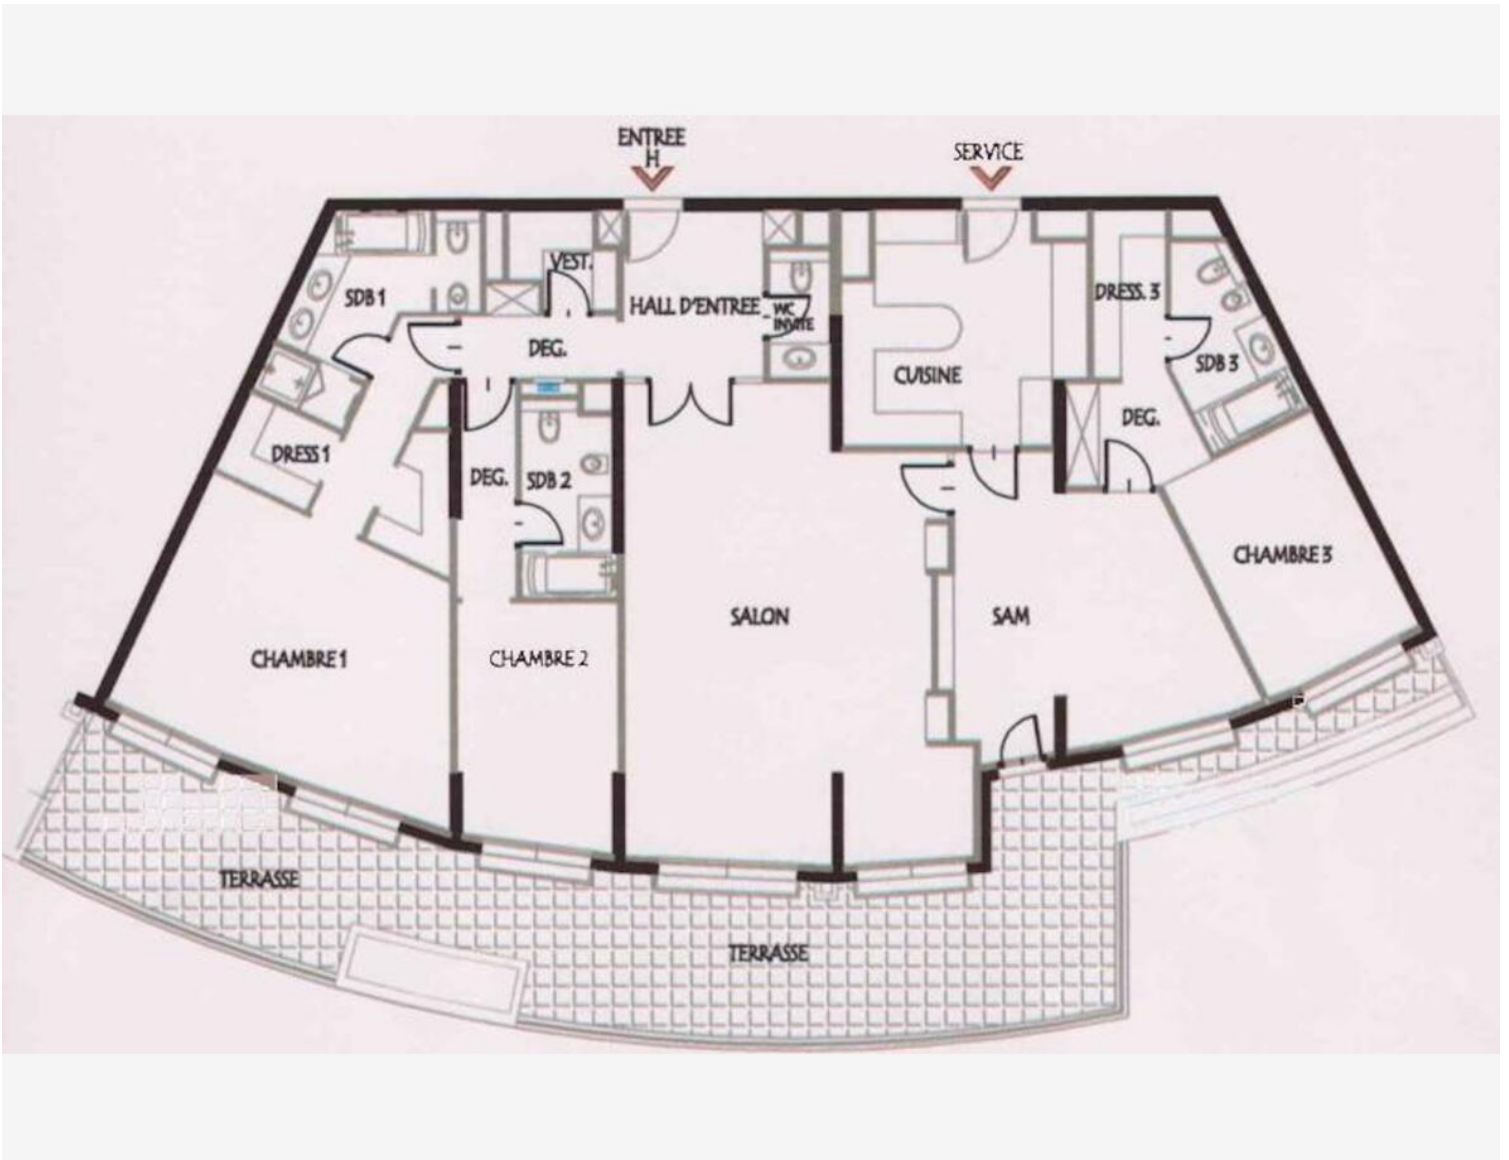 ENTREE
H
SERVICE
VEST.
SDB 1
HALL D'ENTREE
WC
INVITE
DRESS. 3
DEG.
CUISINE
SDB 3
DEG.
DRESS 1
DEG.
SDB 2
CHAMBRE 3
SALON
SAM
CHAMBRE 1
CHAMBRE 2
TERRASSE
TERRASSE